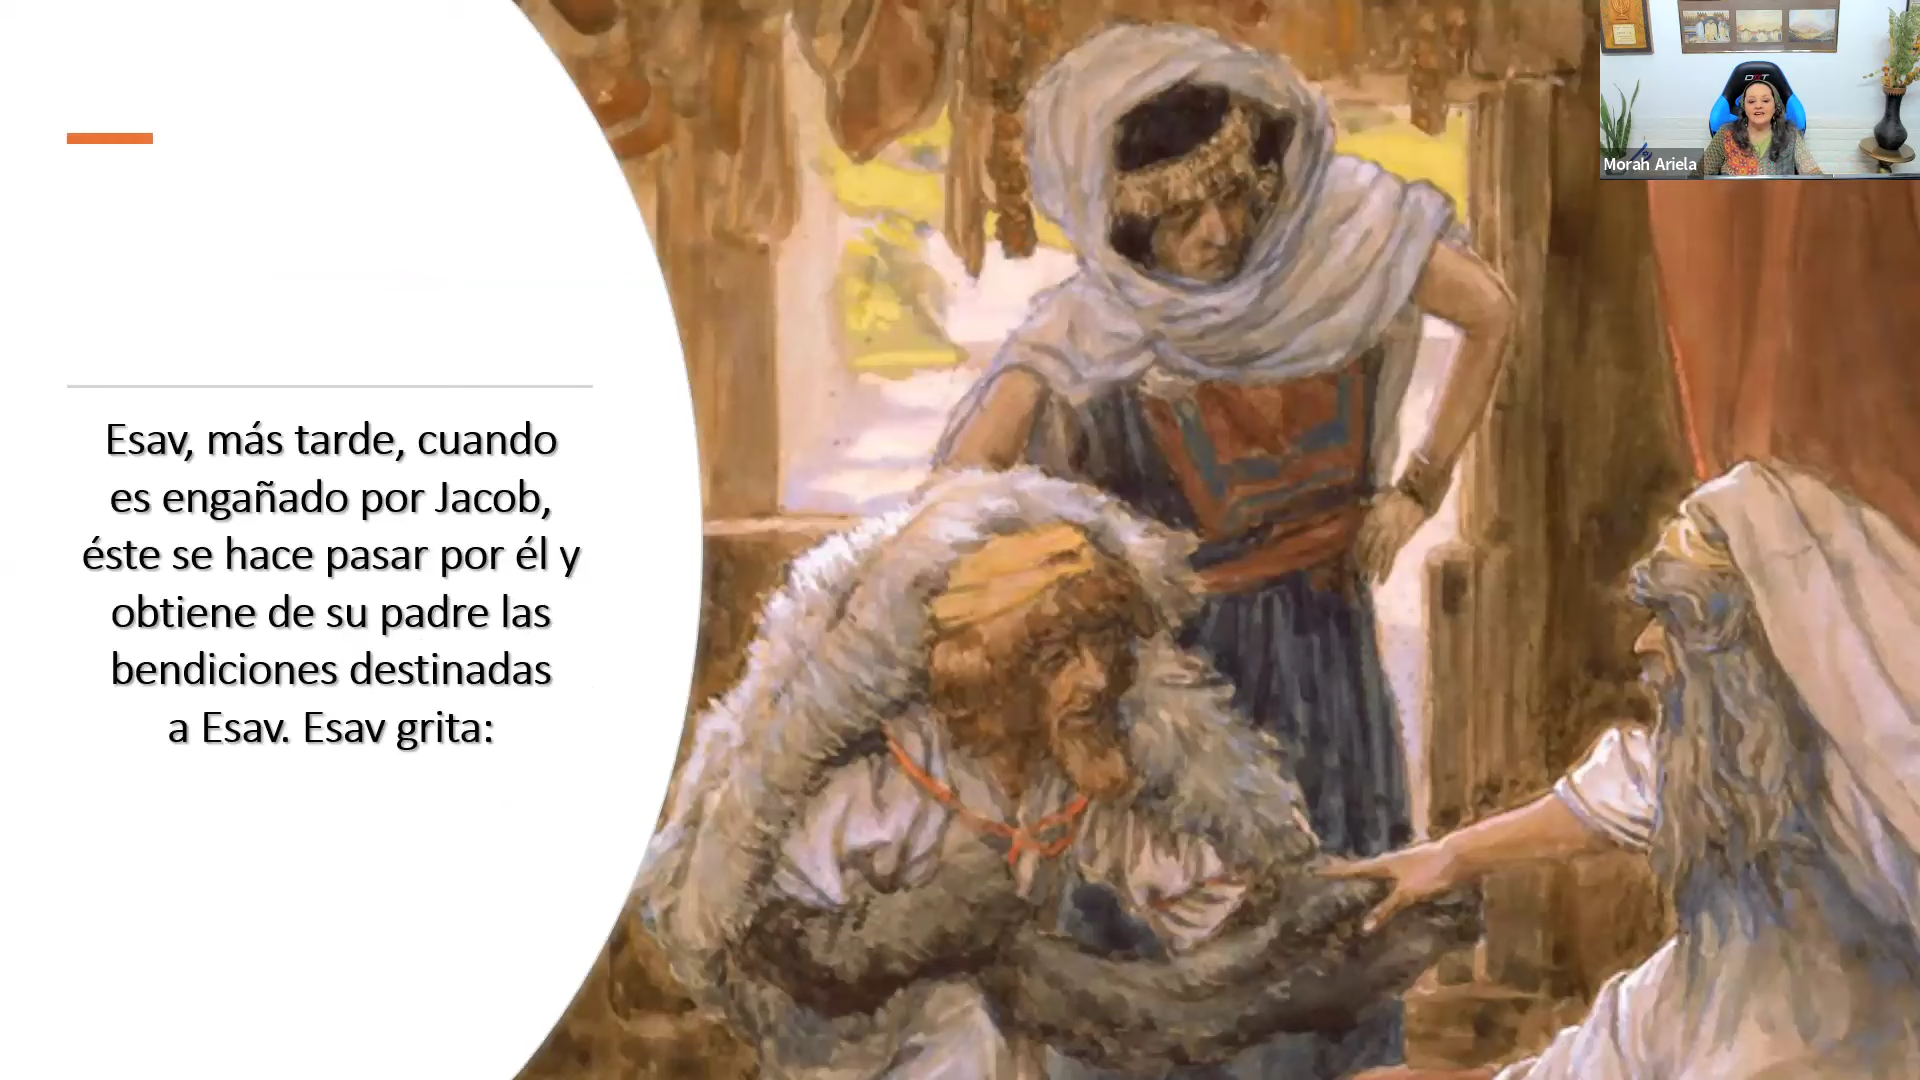 Esav, más tarde, cuando
es engañado por Jacob,
éste se hace pasar por él y
obtiene de su padre las
bendiciones destinadas
a Esav. Esav grita:
Morah Ariela